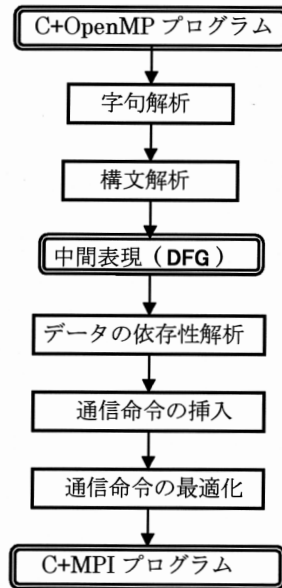 C+OpenMP プログラム
字句解析
構文解析
中間表現（DFG）
データの依存性解析
通信命令の挿入
通信命令の最適化
C+MPI プログラム